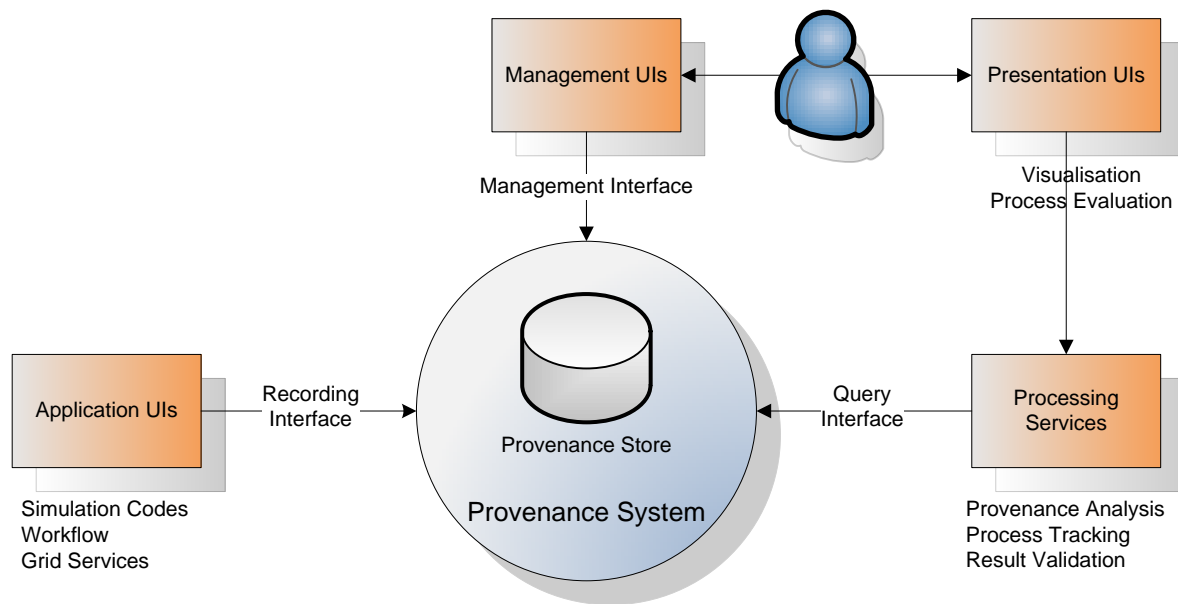 Management UIs
Presentation UIs
Management Interface
Visualisation
Process Evaluation
Application UIs
Recording
Interface
Provenance Store
Provenance System
Query
Interface
Processing
Services
Simulation Codes
Workflow
Grid Services
Provenance Analysis
Process Tracking
Result Validation